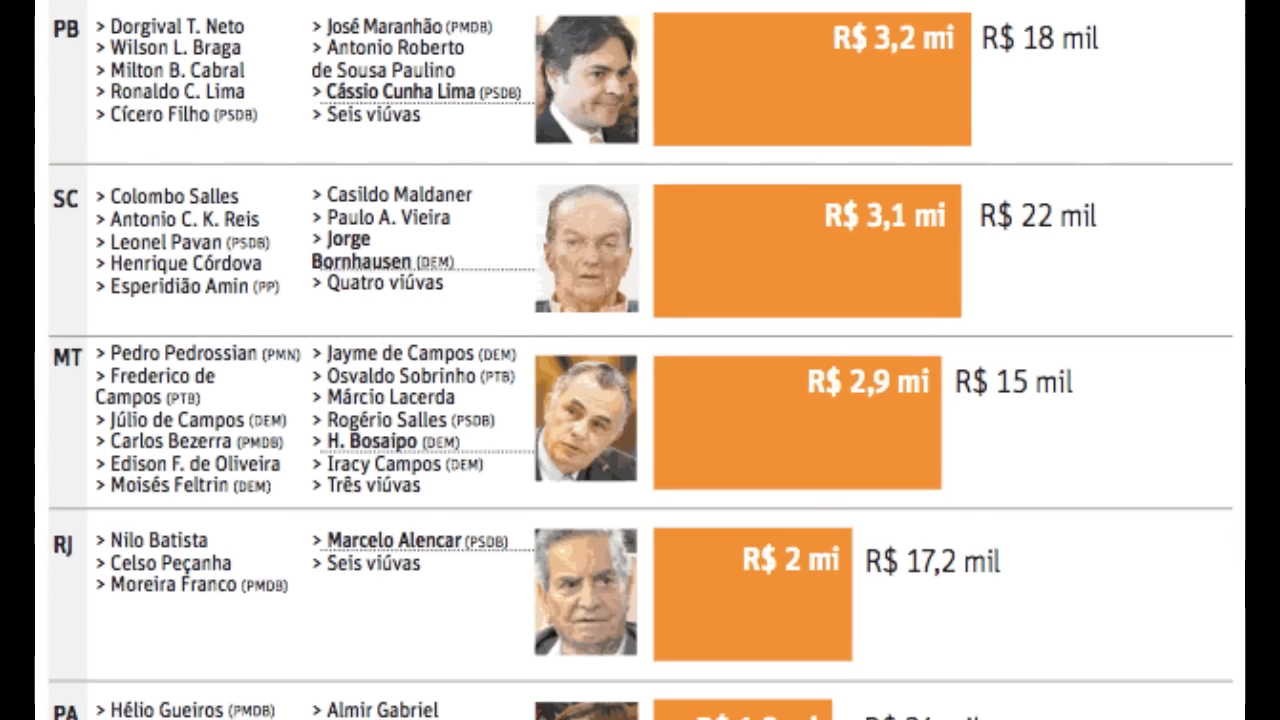 PB
> Dorgival T. Neto
> Wilson L. Braga
> Milton B. Cabral
> Ronaldo C. Lima
> Cícero Filho (PSDB)
> José Maranhão (PMDB)
> Antonio Roberto
de Sousa Paulino
> Cássio Cunha Lima (PSDB)
> Seis viúvas
R$ 3,2 mi
R$ 18 mil
SC
> Colombo Salles
> Antonio C. K. Reis
> Leonel Pavan (PSDB)
> Henrique Córdova
> Esperidião Amin (PP)
> Casildo Maldaner
> Paulo A. Vieira
> Jorge
Bornhausen (DEM)
> Quatro viúvas
R$ 3,1 mi
R$ 22 mil
MT
> Pedro Pedrossian (PMN)
> Frederico de
Campos (PTB)
> Júlio de Campos (DEM)
> Carlos Bezerra (PMDB)
> Edison F. de Oliveira
> Moisés Feltrin (DEM)
> Jayme de Campos (DEM)
> Osvaldo Sobrinho (PTB)
> Márcio Lacerda
> Rogério Salles (PSDB)
> H. Bosaipo (DEM)
> Iracy Campos (DEM)
> Três viúvas
R$ 2,9 mi
R$ 15 mil
RJ
> Nilo Batista
> Celso Peçanha
> Moreira Franco (PMDB)
> Marcelo Alencar (PSDB)
> Seis viúvas
R$ 2 mi
R$ 17,2 mil
PA
> Hélio Gueiros (PMDB)
> Almir Gabriel